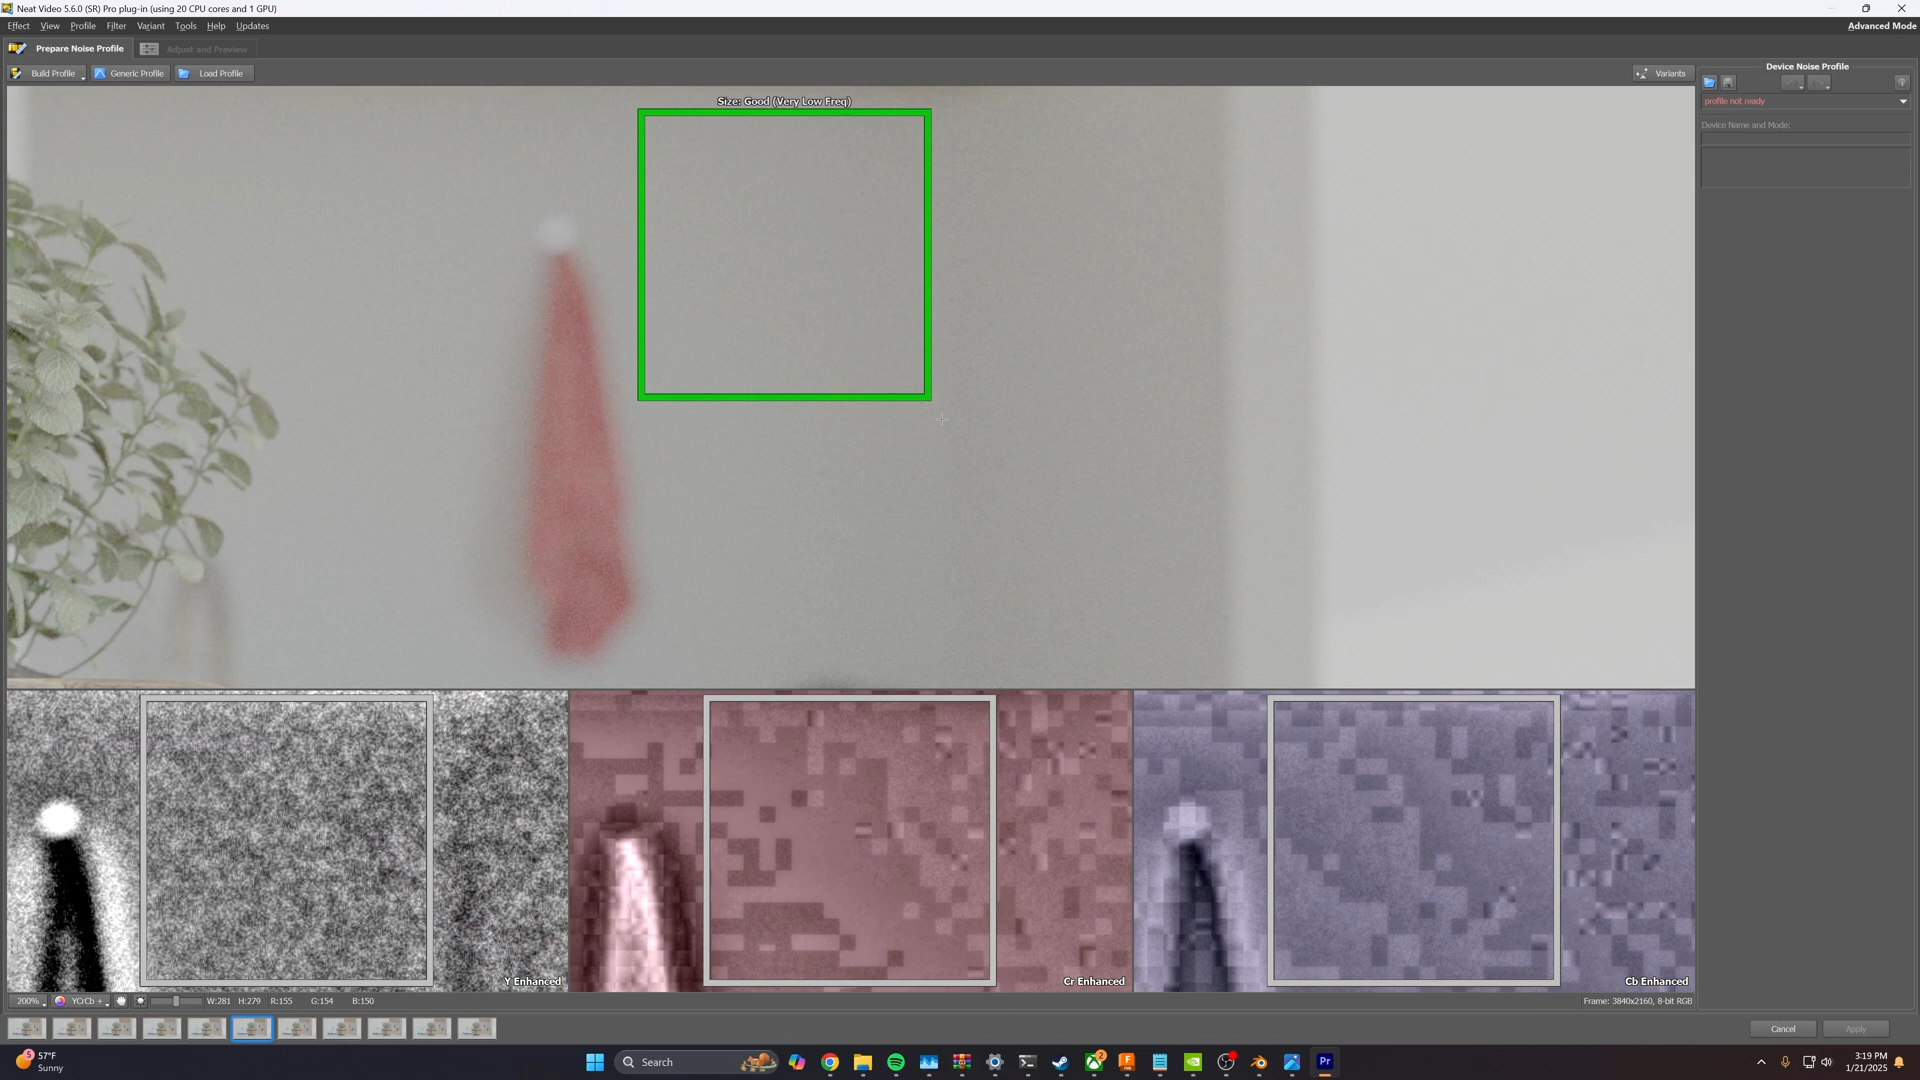 Neat Video 5.6.0 (SR) Pro plug-in (using 20 CPU cores and 1 GPU)
Effect View Profile Filter Variant Tools Help Updates
Advanced Mode
Prepare Noise Profile
Adjust and Preview
Build Profile Generic Profile Load Profile
Variants
Device Noise Profile
profile not ready
Device Name and Mode:
Size: Good (Very Low Freq)
Y Enhanced
Cr Enhanced
Cb Enhanced
200% YCrCb + W:281 H:279 R:155 G:154 B:150
Frame: 3840x2160, 8-bit RGB
Cancel
Apply
5
57°F
Sunny
Search
2
Pr
3:19 PM
1/21/2025